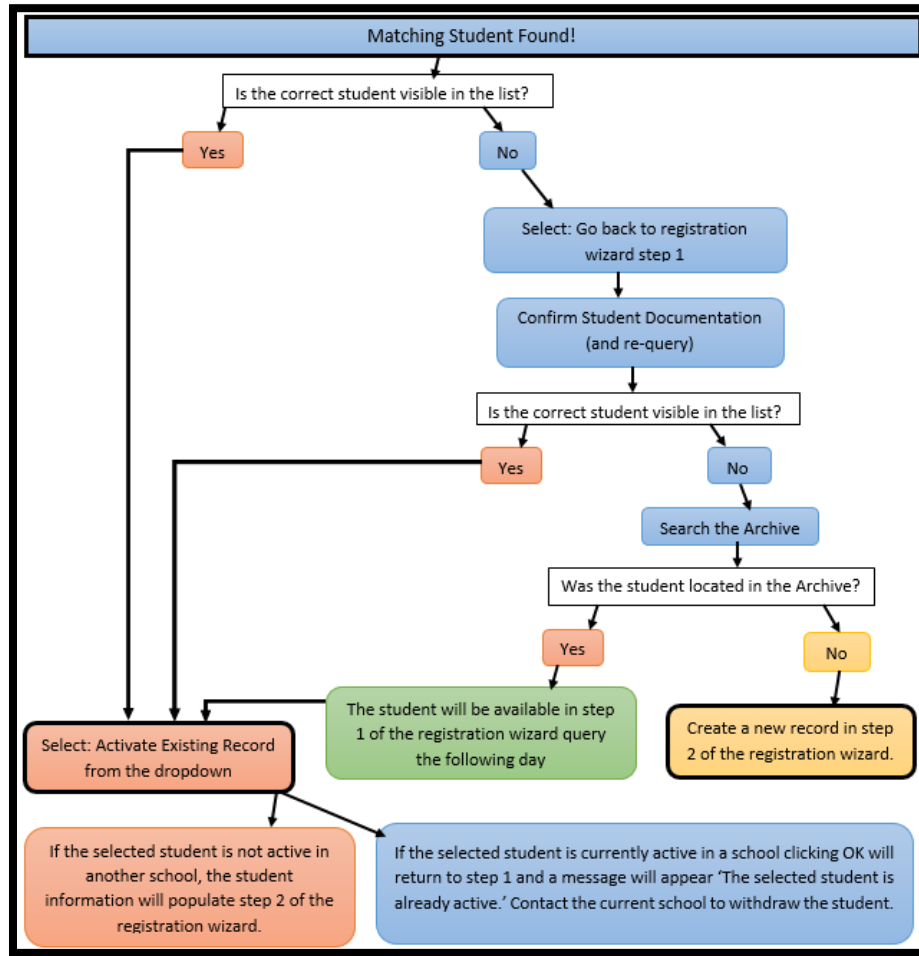 Matching Student Found!
Is the correct student visible in the list?
Yes
No
Select: Go back to registration
wizard step 1
Confirm Student Documentation
(and re-query)
Is the correct student visible in the list?
Yes
No
Search the Archive
Was the student located in the Archive?
Yes
No
The student will be available in step
1 of the registration wizard query
the following day
Select: Activate Existing Record
from the dropdown
Create a new record in step
2 of the registration wizard.
If the selected student is not active in
another school, the student
information will populate step 2 of the
registration wizard.
If the selected student is currently active in a school clicking OK will
return to step 1 and a message will appear ‘The selected student is
already active.’ Contact the current school to withdraw the student.